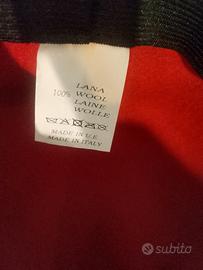 LANA
100% WOOL
LAINE
WOLLE
MADE IN U.E
MADE IN ITALY
subito